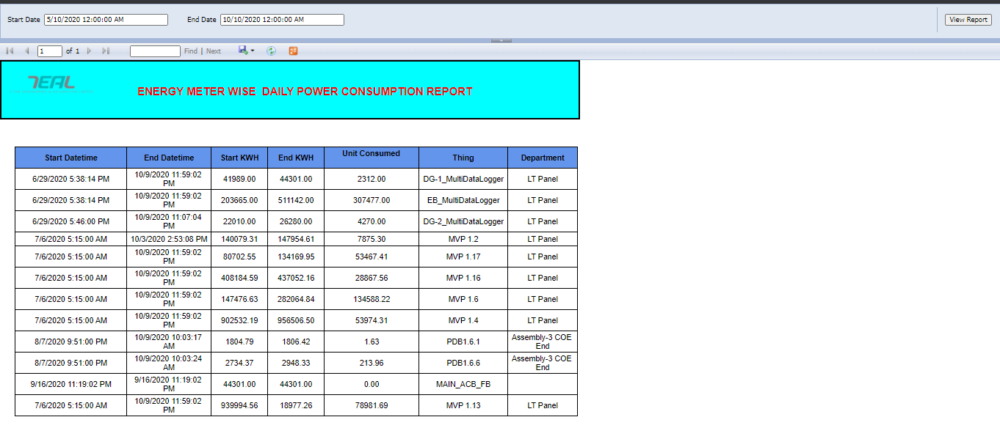 Start Date 5/10/2020 12:00:00 AM End Date 10/10/2020 12:00:00 AM View Report
1 of 1 Find | Next
TEAL
ENERGY METER WISE DAILY POWER CONSUMPTION REPORT
Start Datetime End Datetime Start KWH End KWH Unit Consumed Thing Department
6/29/2020 5:38:14 PM 10/9/2020 11:59:02 PM 41989.00 44301.00 2312.00 DG-1_MultiDataLogger LT Panel
6/29/2020 5:38:14 PM 10/9/2020 11:59:02 PM 203665.00 511142.00 307477.00 EB_MultiDataLogger LT Panel
6/29/2020 5:46:00 PM 10/9/2020 11:07:04 PM 22010.00 26280.00 4270.00 DG-2_MultiDataLogger LT Panel
7/6/2020 5:15:00 AM 10/3/2020 2:53:08 PM 140079.31 147954.61 7875.30 MVP 1.2 LT Panel
7/6/2020 5:15:00 AM 10/9/2020 11:59:02 PM 80702.55 134169.95 53467.41 MVP 1.17 LT Panel
7/6/2020 5:15:00 AM 10/9/2020 11:59:02 PM 408184.59 437052.16 28867.56 MVP 1.16 LT Panel
7/6/2020 5:15:00 AM 10/9/2020 11:59:02 PM 147476.63 282064.84 134588.22 MVP 1.6 LT Panel
7/6/2020 5:15:00 AM 10/9/2020 11:59:02 PM 902532.19 956506.50 53974.31 MVP 1.4 LT Panel
8/7/2020 9:51:00 PM 10/9/2020 10:03:17 AM 1804.79 1806.42 1.63 PDB1.6.1 Assembly-3 COE End
8/7/2020 9:51:00 PM 10/9/2020 10:03:24 AM 2734.37 2948.33 213.96 PDB1.6.6 Assembly-3 COE End
9/16/2020 11:19:02 PM 9/16/2020 11:19:02 PM 44301.00 44301.00 0.00 MAIN_ACB_FB
7/6/2020 5:15:00 AM 10/9/2020 11:59:02 PM 939994.56 18977.26 78981.69 MVP 1.13 LT Panel